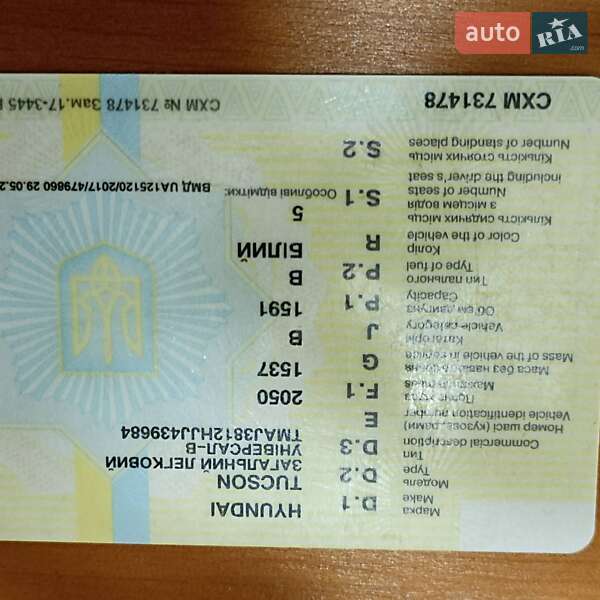 auto RIA.com
Марка D.1 HYUNDAI
Make
Модель D.2 TUCSON
Type
Тип D.3 ЗАГАЛЬНИЙ ЛЕГКОВИЙ
Commercial description УНІВЕРСАЛ-В
Номер шасі (кузова, рами) E TMAJ3812HJJ439684
Vehicle identification number
Повна маса F.1 2050
Маса без навантаження G 1537
Mass of the vehicle in service
Категорія J B
Vehicle category
Об'єм двигуна P.1 1591
Capacity
Тип пального P.2 B
Type of fuel
Колір R БІЛИЙ
Color of the vehicle
Кількість сидячих місць S.1 5
з місцем водія
Number of seats
including the driver's seat
Особливі відмітки:
ВМД UA125120/2017/479860 29.05.2
Кількість стоячих місць S.2
Number of standing places
СХМ 731478
СХМ № 731478 Зам.17-3445